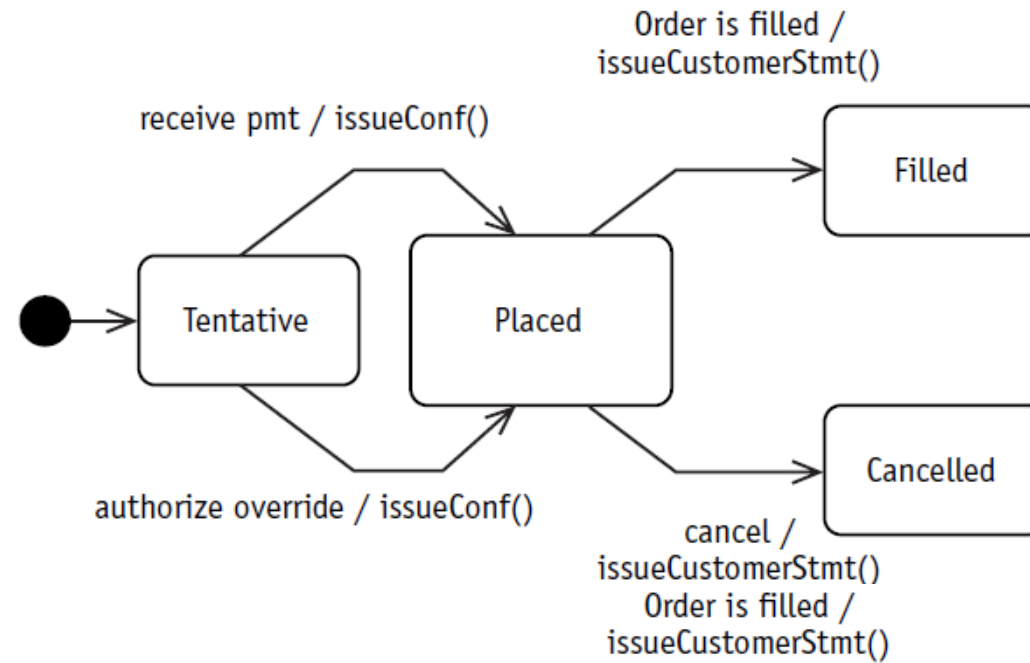 Order is filled /
issueCustomerStmt()
receive pmt / issueConf()
Filled
Tentative
Placed
Cancelled
authorize override / issueConf()
cancel /
issueCustomerStmt()
Order is filled /
issueCustomerStmt()